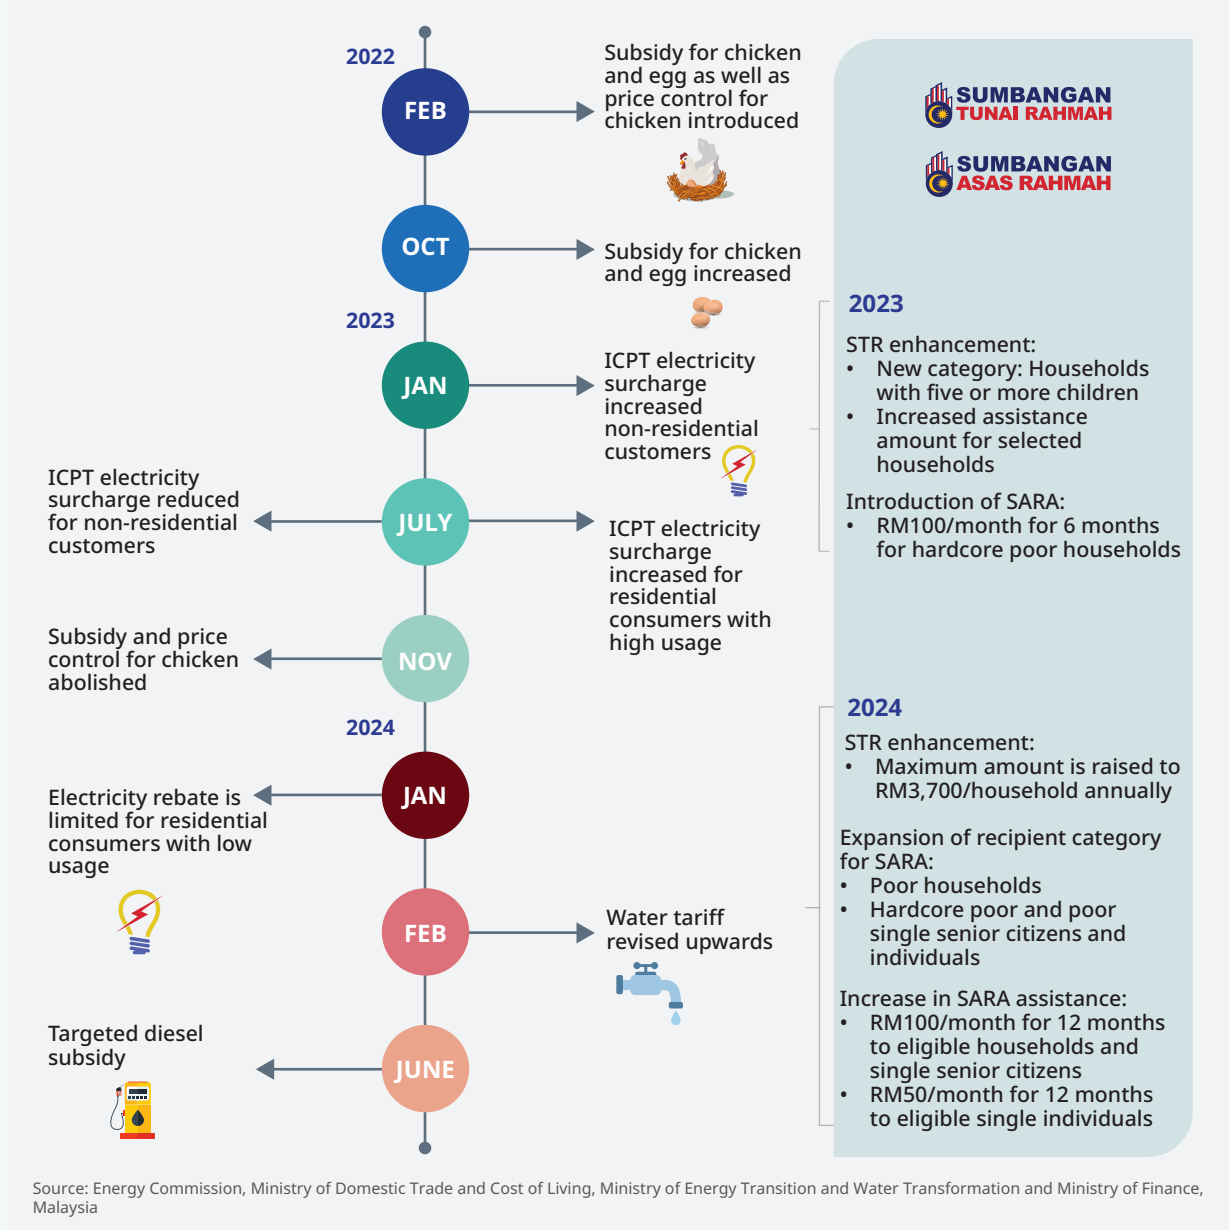 2022
FEB
Subsidy for chicken
and egg as well as
price control for
chicken introduced
OCT
Subsidy for chicken
and egg increased
2023
JAN
ICPT electricity
surcharge
increased
non-residential
customers
ICPT electricity
surcharge reduced
for non-residential
customers
JULY
ICPT electricity
surcharge
increased for
residential
consumers with
high usage
Subsidy and price
control for chicken
abolished
NOV
2024
JAN
Electricity rebate is
limited for residential
consumers with low
usage
FEB
Water tariff
revised upwards
Targeted diesel
subsidy
JUNE
SUMBANGAN
TUNAI RAHMAH
SUMBANGAN
ASAS RAHMAH
2023
STR enhancement:
• New category: Households
with five or more children
• Increased assistance
amount for selected
households
Introduction of SARA:
• RM100/month for 6 months
for hardcore poor households
2024
STR enhancement:
• Maximum amount is raised to
RM3,700/household annually
Expansion of recipient category
for SARA:
• Poor households
• Hardcore poor and poor
single senior citizens and
individuals
Increase in SARA assistance:
• RM100/month for 12 months
to eligible households and
single senior citizens
• RM50/month for 12 months
to eligible single individuals
Source: Energy Commission, Ministry of Domestic Trade and Cost of Living, Ministry of Energy Transition and Water Transformation and Ministry of Finance,
Malaysia